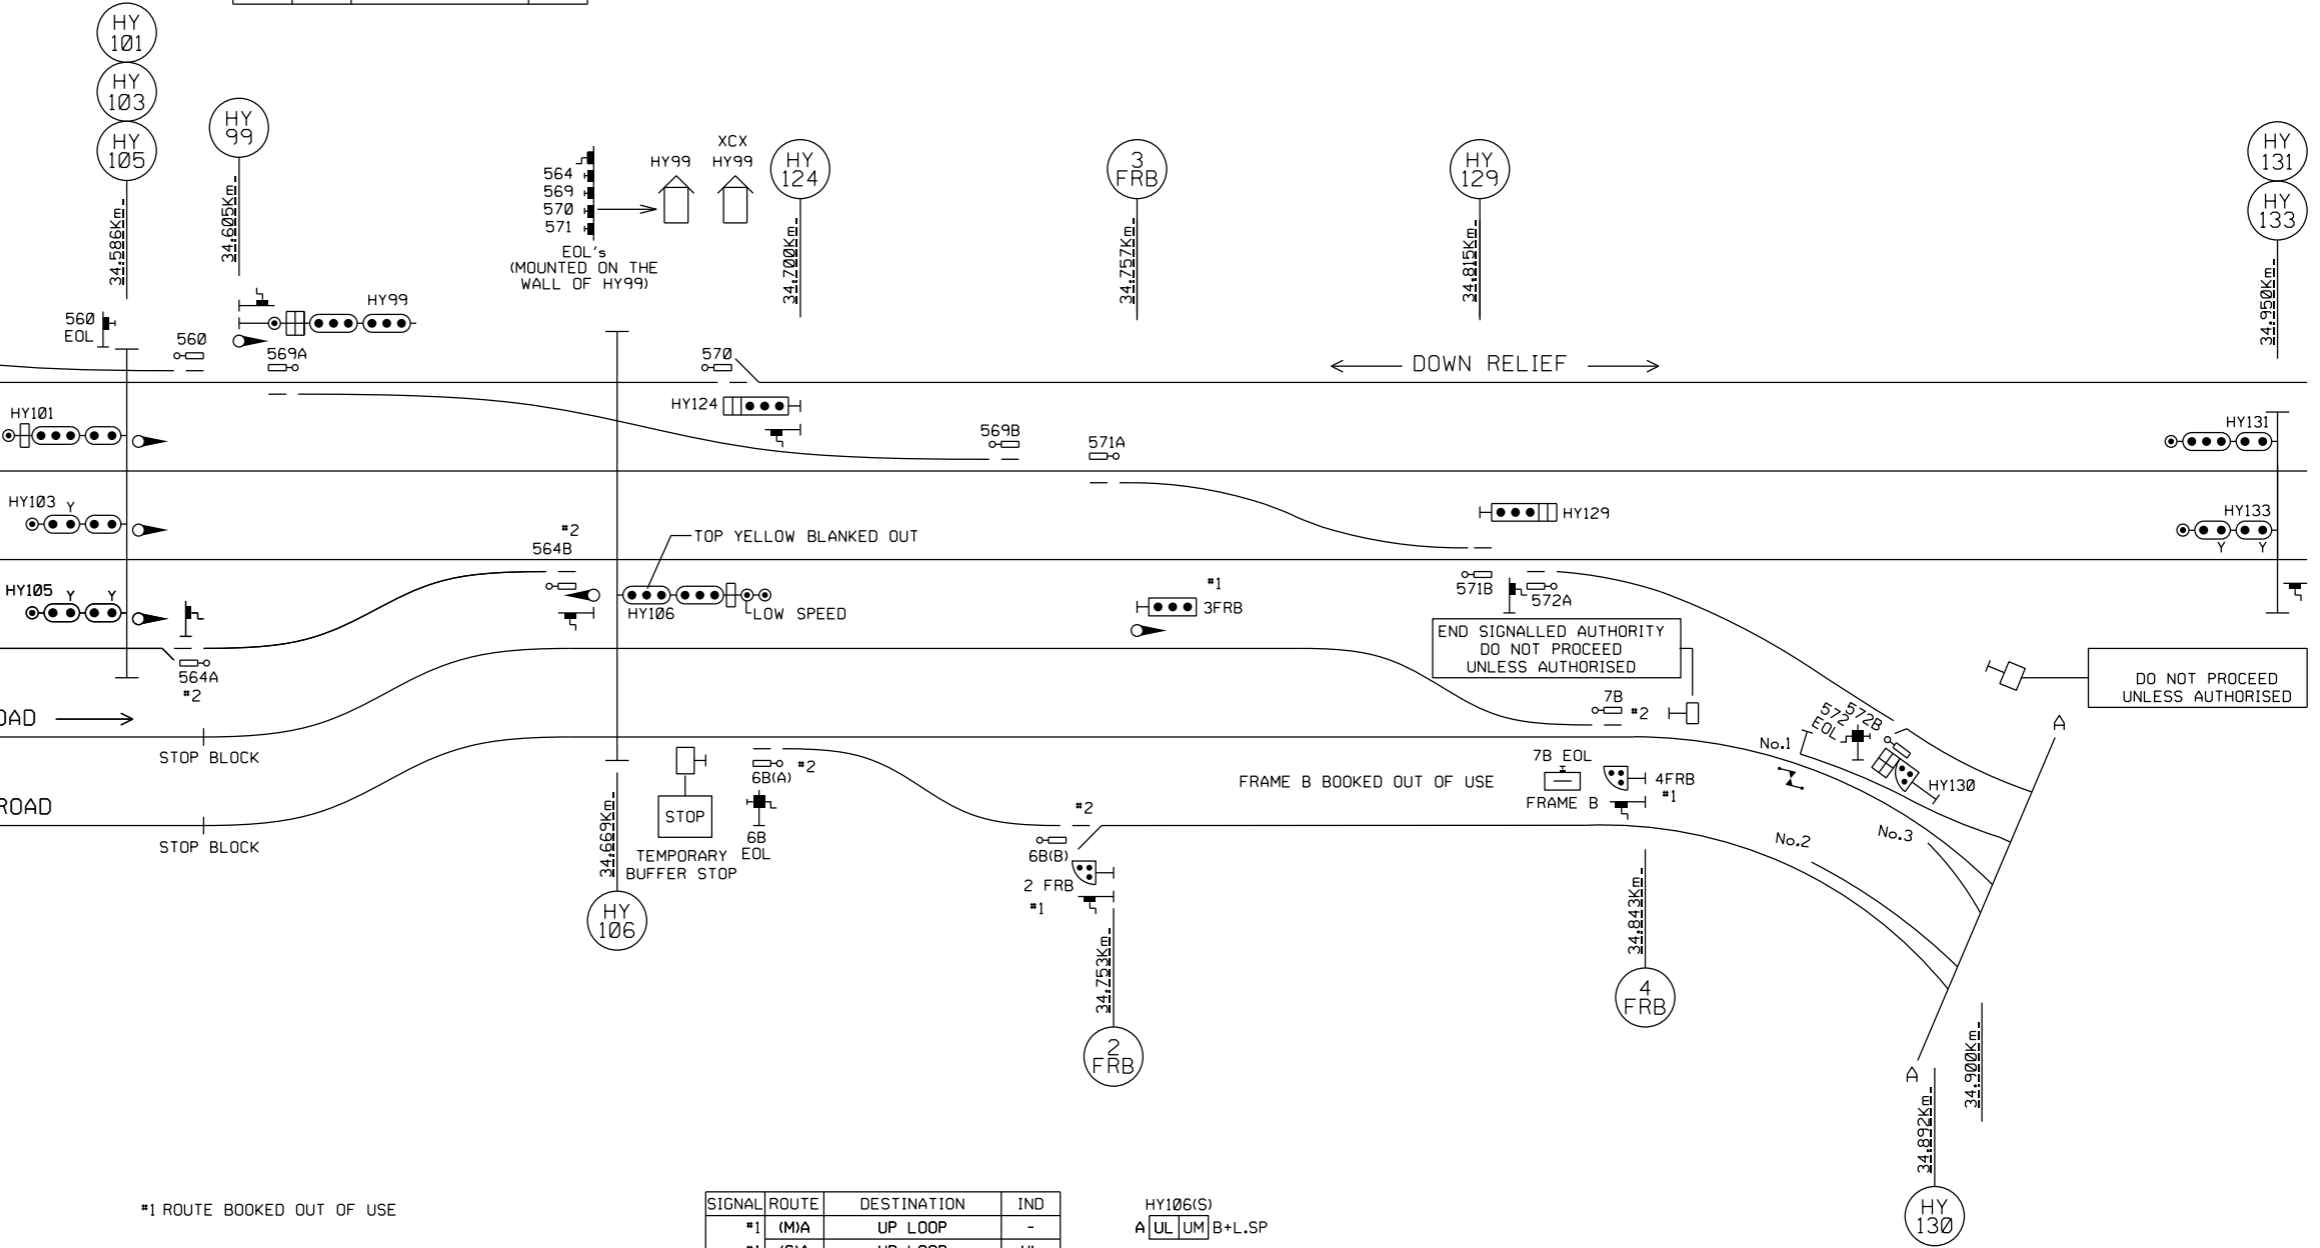 HY
101
HY
103
HY
105
HY
99
34.586Km
34.605Km
564
569
570
571
EOL's
(MOUNTED ON THE
WALL OF HY99)
HY99
XCX
HY99
HY
124
34.700Km
3
FRB
34.757Km
HY
129
34.815Km
HY
131
HY
133
34.950Km
560
EOL
560
HY99
569A
570
DOWN RELIEF
HY101
HY124
569B
571A
HY131
HY103 Y
#2
564B
TOP YELLOW BLANKED OUT
HY129
HY133
Y Y
HY105 Y Y
HY106
LOW SPEED
#1
3FRB
571B
572A
564A
#2
END SIGNALLED AUTHORITY
DO NOT PROCEED
UNLESS AUTHORISED
DO NOT PROCEED
UNLESS AUTHORISED
OAD
STOP BLOCK
7B
#2
572
EOL
572B
A
No.1
6B(A)
#2
FRAME B BOOKED OUT OF USE
7B EOL
FRAME B
4FRB
#1
HY130
ROAD
STOP BLOCK
STOP
TEMPORARY
BUFFER STOP
6B
EOL
#2
6B(B)
2 FRB
#1
No.2
No.3
34.669Km
HY
106
34.753Km
2
FRB
34.843Km
4
FRB
A
34.892Km
34.900Km
HY
130
#1 ROUTE BOOKED OUT OF USE
SIGNAL ROUTE DESTINATION IND
#1 (M)A UP LOOP -
#1 (S)A UP LOOP UL
HY106(S)
A UL UM B+L.SP